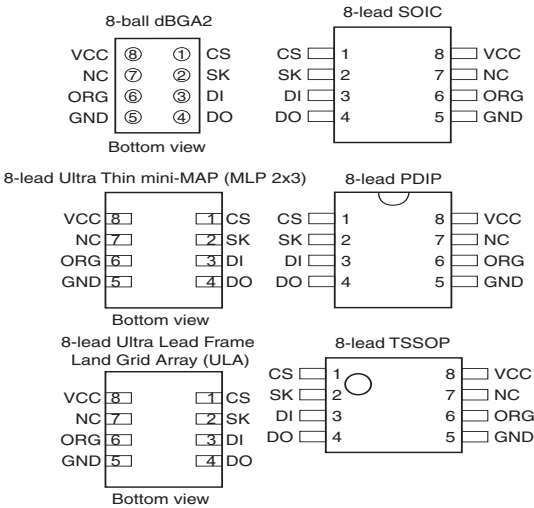 8-ball dBGA2
VCC 8 1 CS
NC 7 2 SK
ORG 6 3 DI
GND 5 4 DO
Bottom view
8-lead SOIC
CS 1 8 VCC
SK 2 7 NC
DI 3 6 ORG
DO 4 5 GND
8-lead Ultra Thin mini-MAP (MLP 2x3)
VCC 8 1 CS
NC 7 2 SK
ORG 6 3 DI
GND 5 4 DO
Bottom view
8-lead PDIP
CS 1 8 VCC
SK 2 7 NC
DI 3 6 ORG
DO 4 5 GND
8-lead Ultra Lead Frame
Land Grid Array (ULA)
VCC 8 1 CS
NC 7 2 SK
ORG 6 3 DI
GND 5 4 DO
Bottom view
8-lead TSSOP
CS 1 8 VCC
SK 2 7 NC
DI 3 6 ORG
DO 4 5 GND